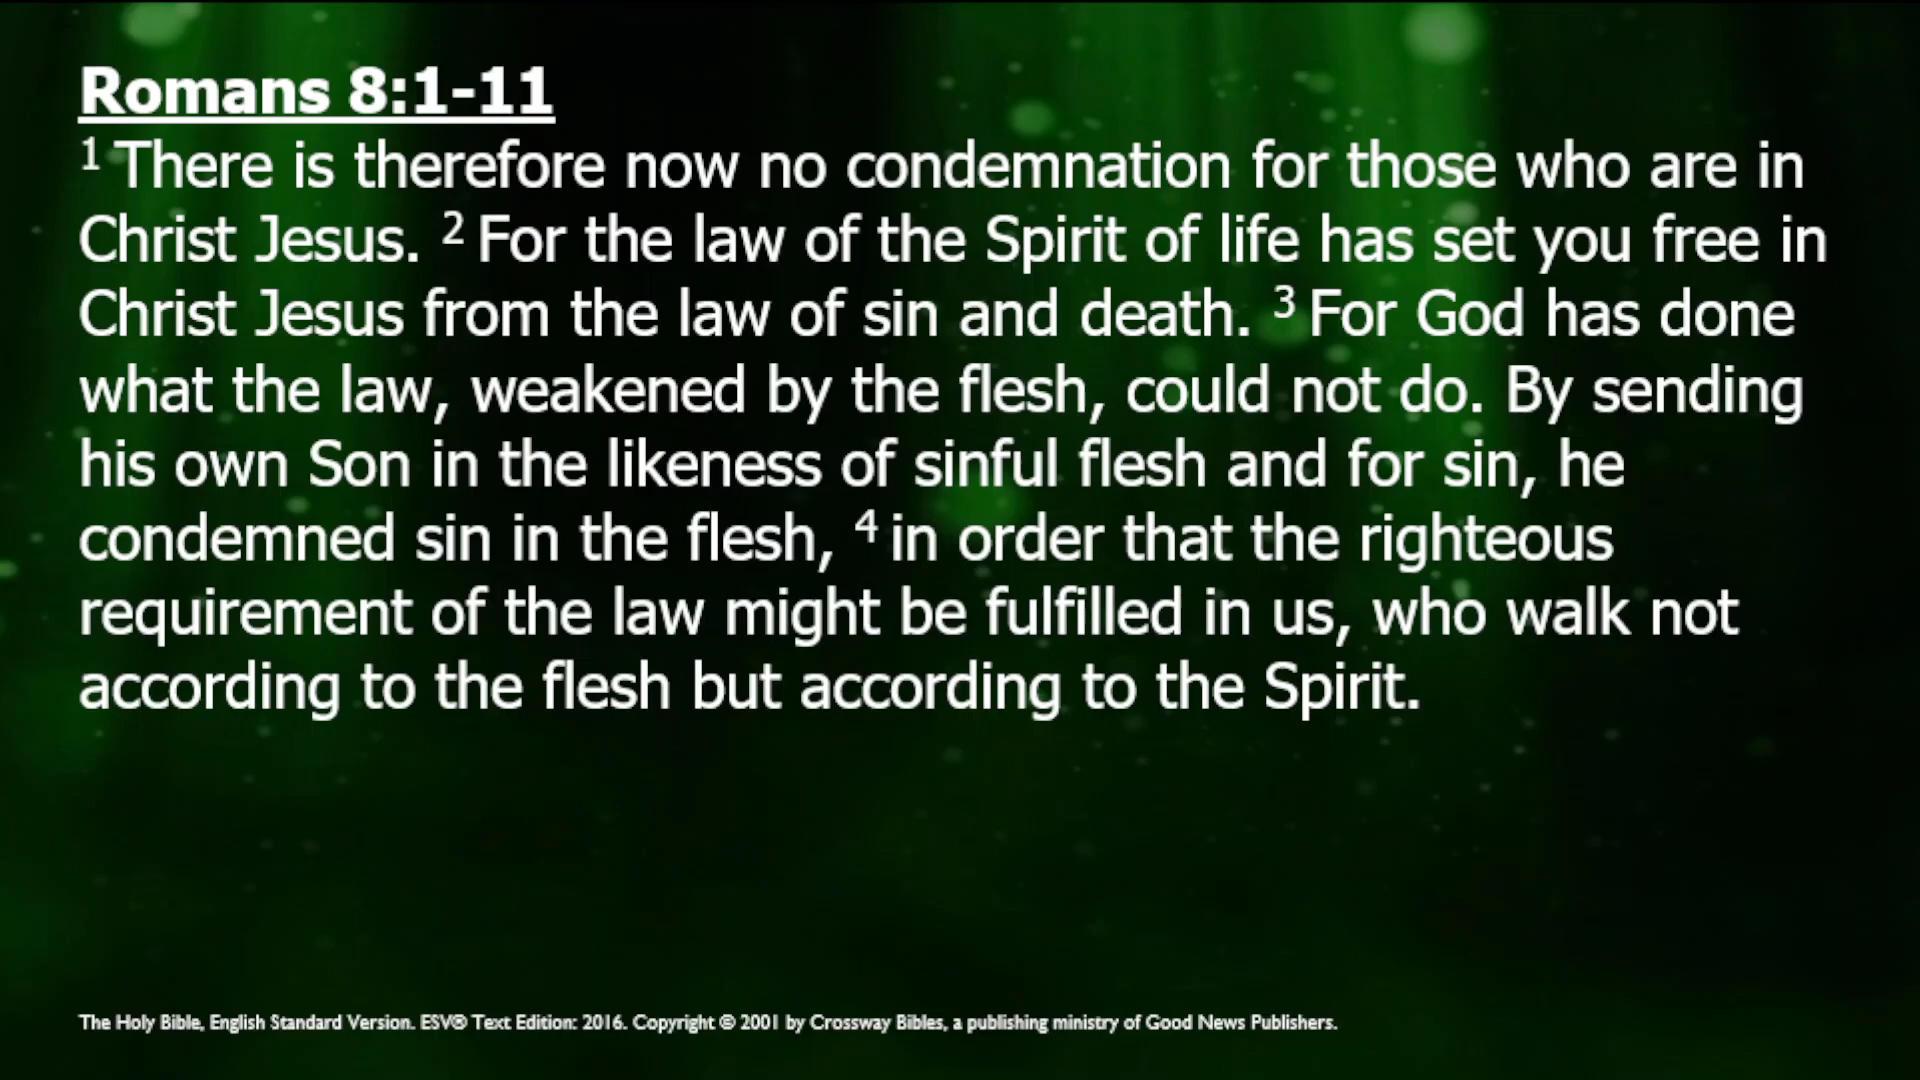 Romans 8:1-11
1 There is therefore now no condemnation for those who are in
Christ Jesus. 2 For the law of the Spirit of life has set you free in
Christ Jesus from the law of sin and death. 3 For God has done
what the law, weakened by the flesh, could not do. By sending
his own Son in the likeness of sinful flesh and for sin, he
condemned sin in the flesh, 4 in order that the righteous
requirement of the law might be fulfilled in us, who walk not
according to the flesh but according to the Spirit.
The Holy Bible, English Standard Version. ESV® Text Edition: 2016. Copyright © 2001 by Crossway Bibles, a publishing ministry of Good News Publishers.